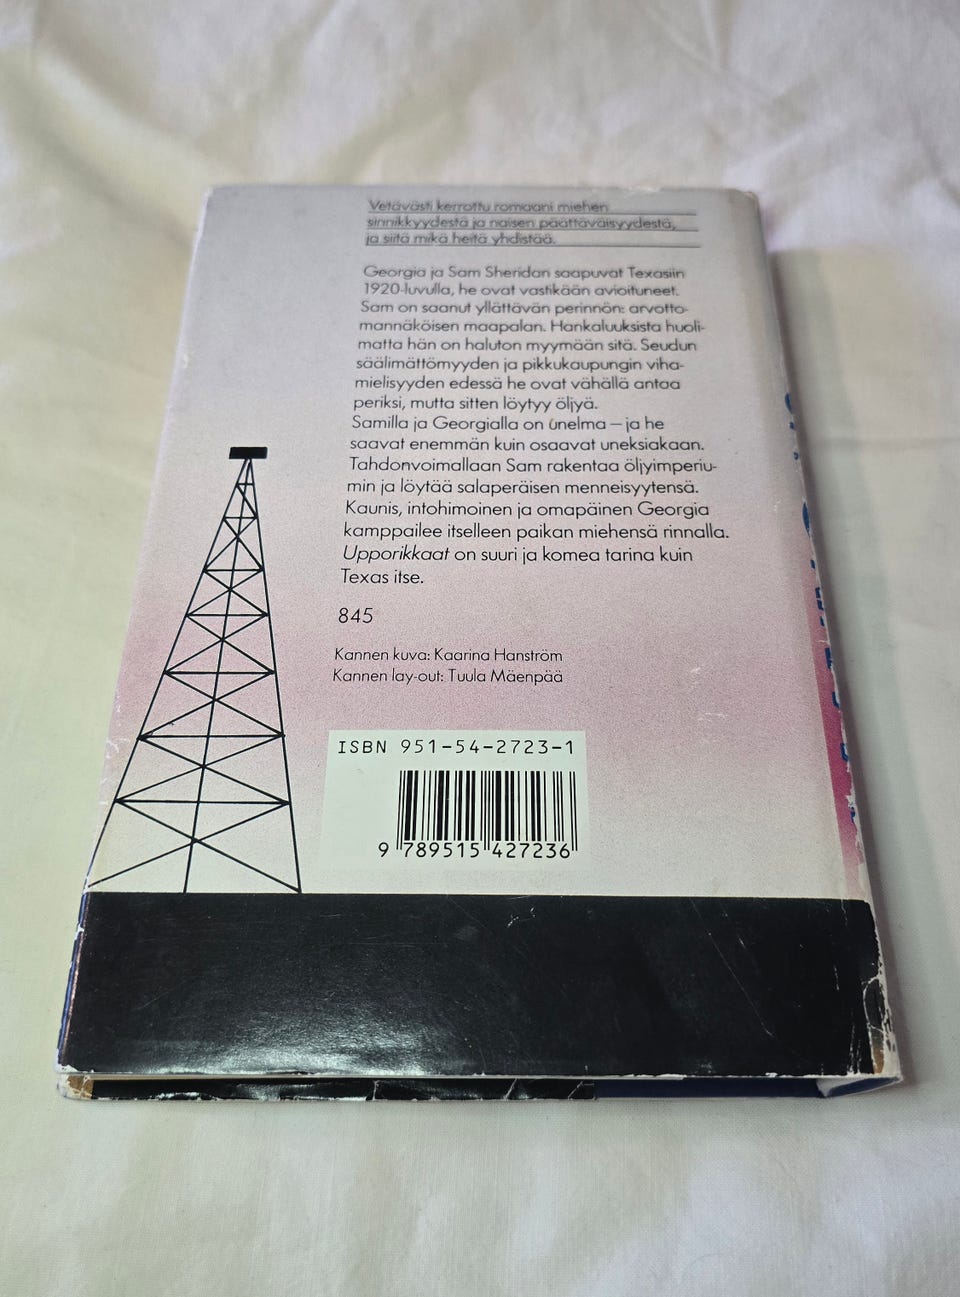 Vetävästi kerrottu romaani miehen
sinnikkyydestä ja naisen päättäväisyydestä,
ja siitä mikä heitä yhdistää.
Georgia ja Sam Sheridan saapuvat Texasiin
1920-luvulla, he ovat vastikään avioituneet.
Sam on saanut yllättävän perinnön: arvotto-
mannäköisen maapalan. Hankaluuksista huoli-
matta hän on haluton myymään sitä. Seudun
säälimättömyyden ja pikkukaupungin viha-
mielisyyden edessä he ovat vähällä antaa
periksi, mutta sitten löytyy öljyä.
Samilla ja Georgialla on unelma – ja he
saavat enemmän kuin osaavat uneksiakaan.
Tahdonvoimallaan Sam rakentaa öljyimperiu-
min ja löytää salaperäisen menneisyytensä.
Kaunis, intohimoinen ja omapäinen Georgia
kamppailee itselleen paikan miehensä rinnalla.
Upporikkaat on suuri ja komea tarina kuin
Texas itse.
845
Kannen kuva: Kaarina Hanström
Kannen lay-out: Tuula Mäenpää
ISBN 951-54-2723-1
9 789515 427236